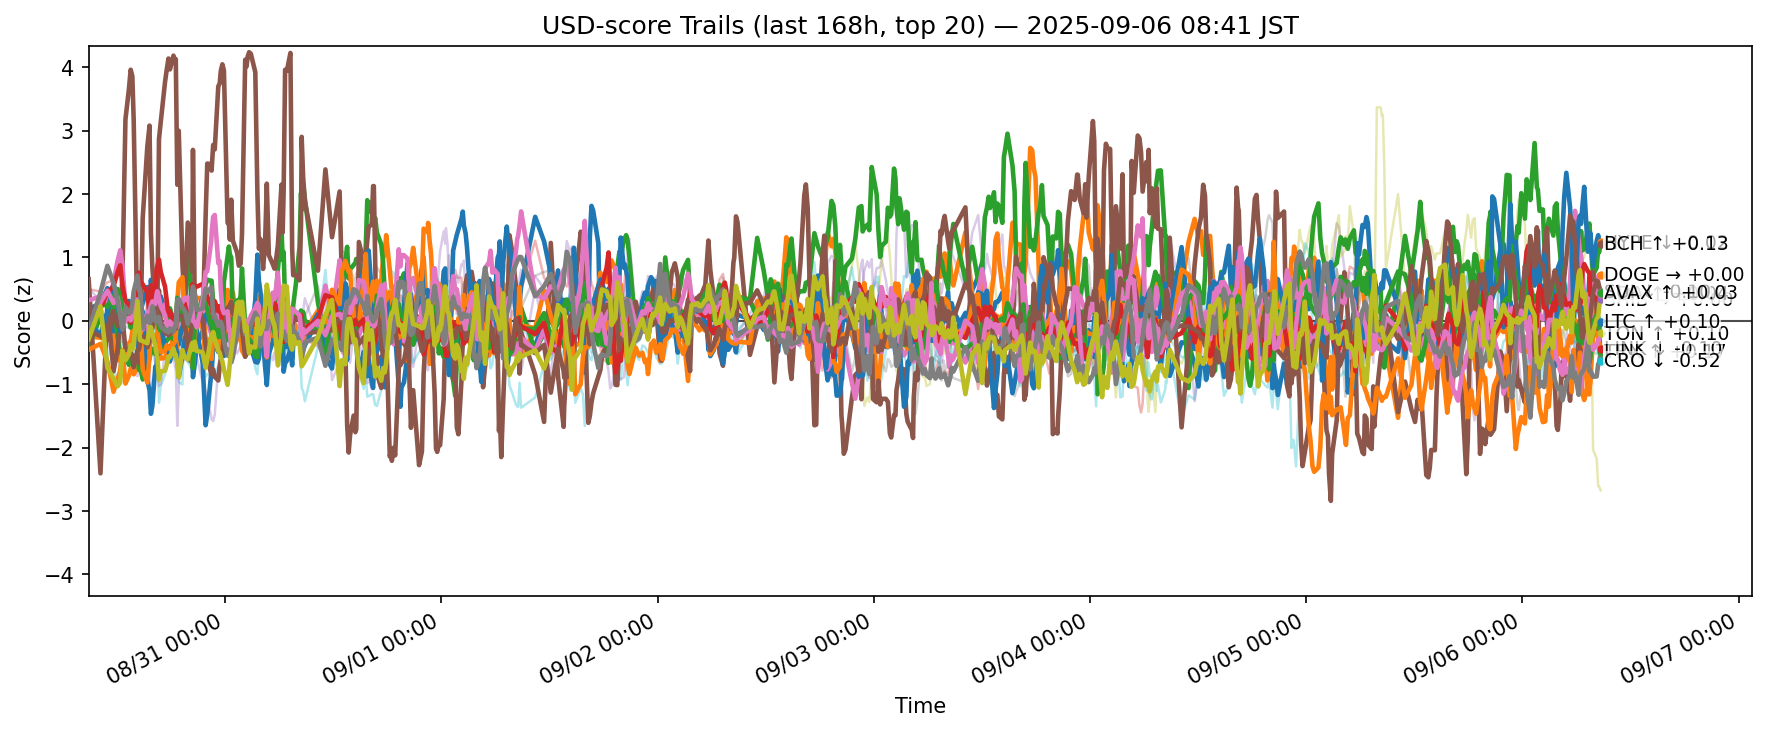 USD-score Trails (last 168h, top 20) — 2025-09-06 08:41 JST
Score (z)
4
3
2
1
0
−1
−2
−3
−4
BCH ↑ +0.13
DOGE → +0.00
AVAX ↑ +0.03
LTC ↑ +0.10
TON ↑ +0.10
CRO ↓ -0.52
08/31 00:00
09/01 00:00
09/02 00:00
09/03 00:00
09/04 00:00
09/05 00:00
09/06 00:00
09/07 00:00
Time